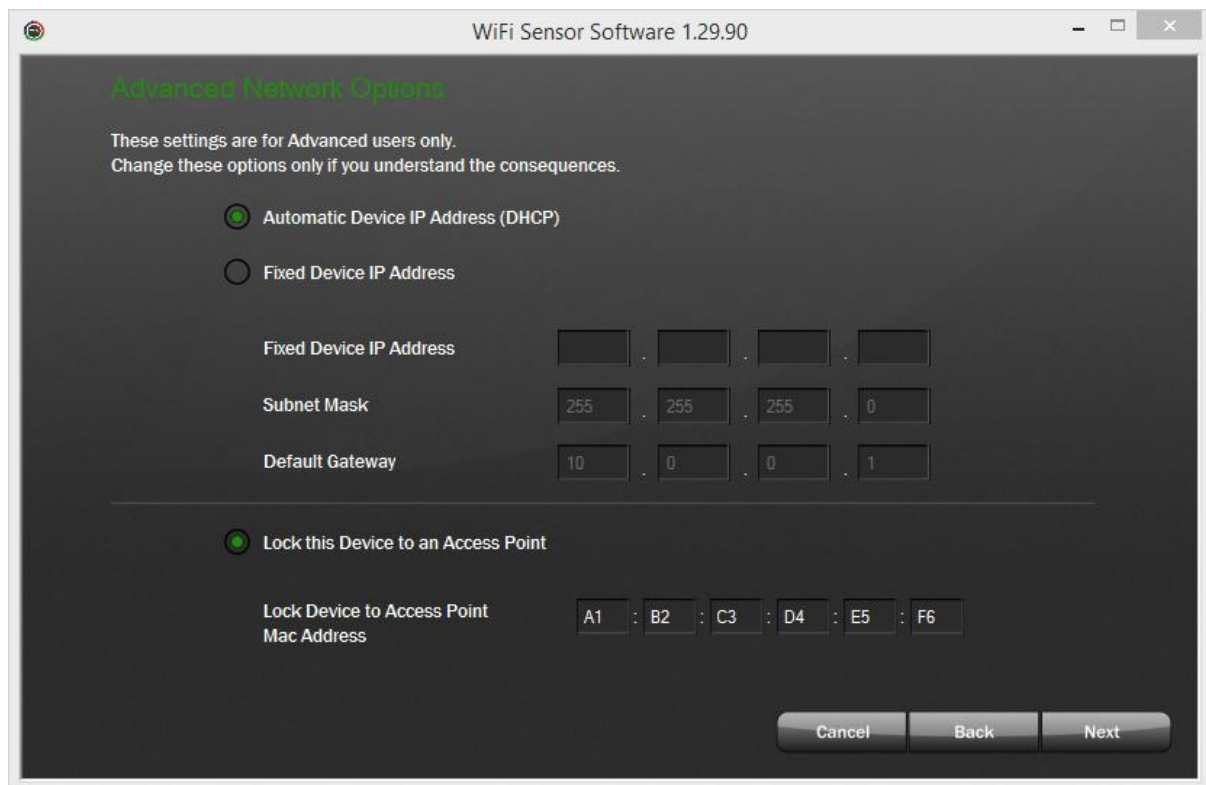 WiFi Sensor Software 1.29.90
Advanced Network Options
These settings are for Advanced users only.
Change these options only if you understand the consequences.
Automatic Device IP Address (DHCP)
Fixed Device IP Address
Fixed Device IP Address . . .
Subnet Mask 255 . 255 . 255 . 0
Default Gateway 10 . 0 . 0 . 1
Lock this Device to an Access Point
Lock Device to Access Point
Mac Address
A1 : B2 : C3 : D4 : E5 : F6
Cancel Back Next